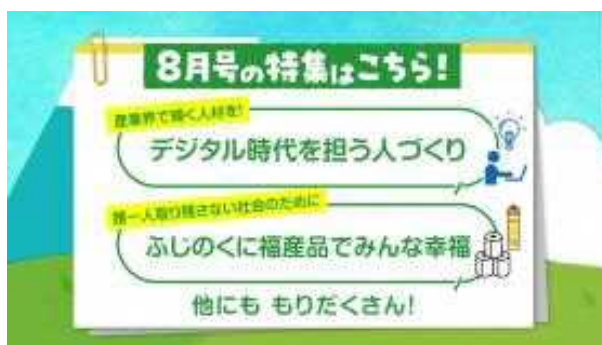 8月号の特集はこちら!
産業界で輝く人材を!
デジタル時代を担う人づくり
誰一人取り残さない社会のために
ふじのくに福産品でみんな幸福
他にも もりだくさん!